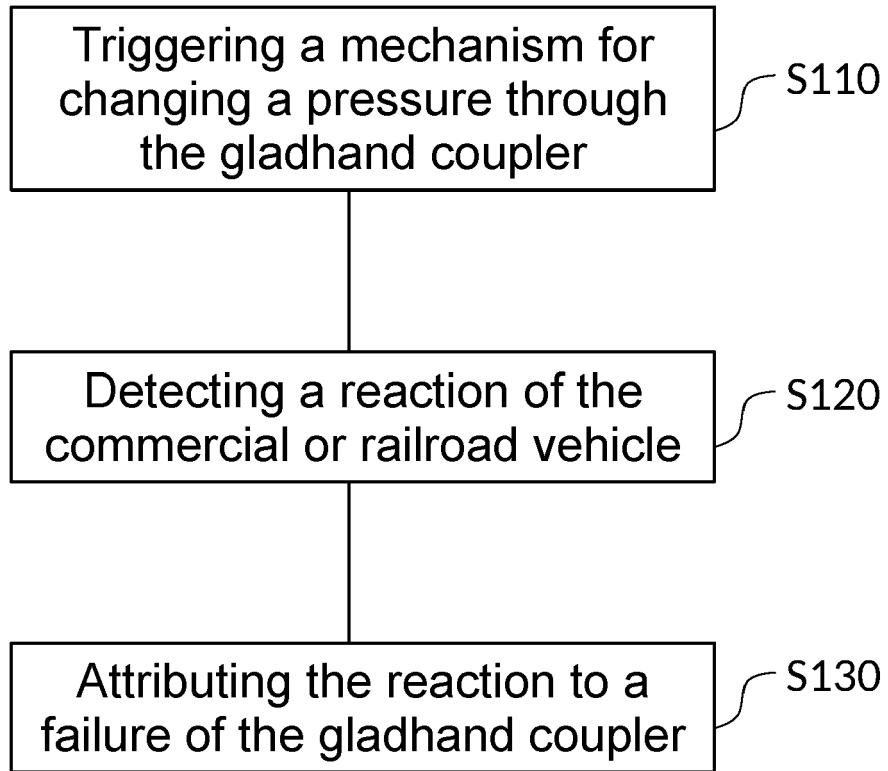 Triggering a mechanism for
changing a pressure through
the gladhand coupler
S110
Detecting a reaction of the
commercial or railroad vehicle
S120
Attributing the reaction to a
failure of the gladhand coupler
S130